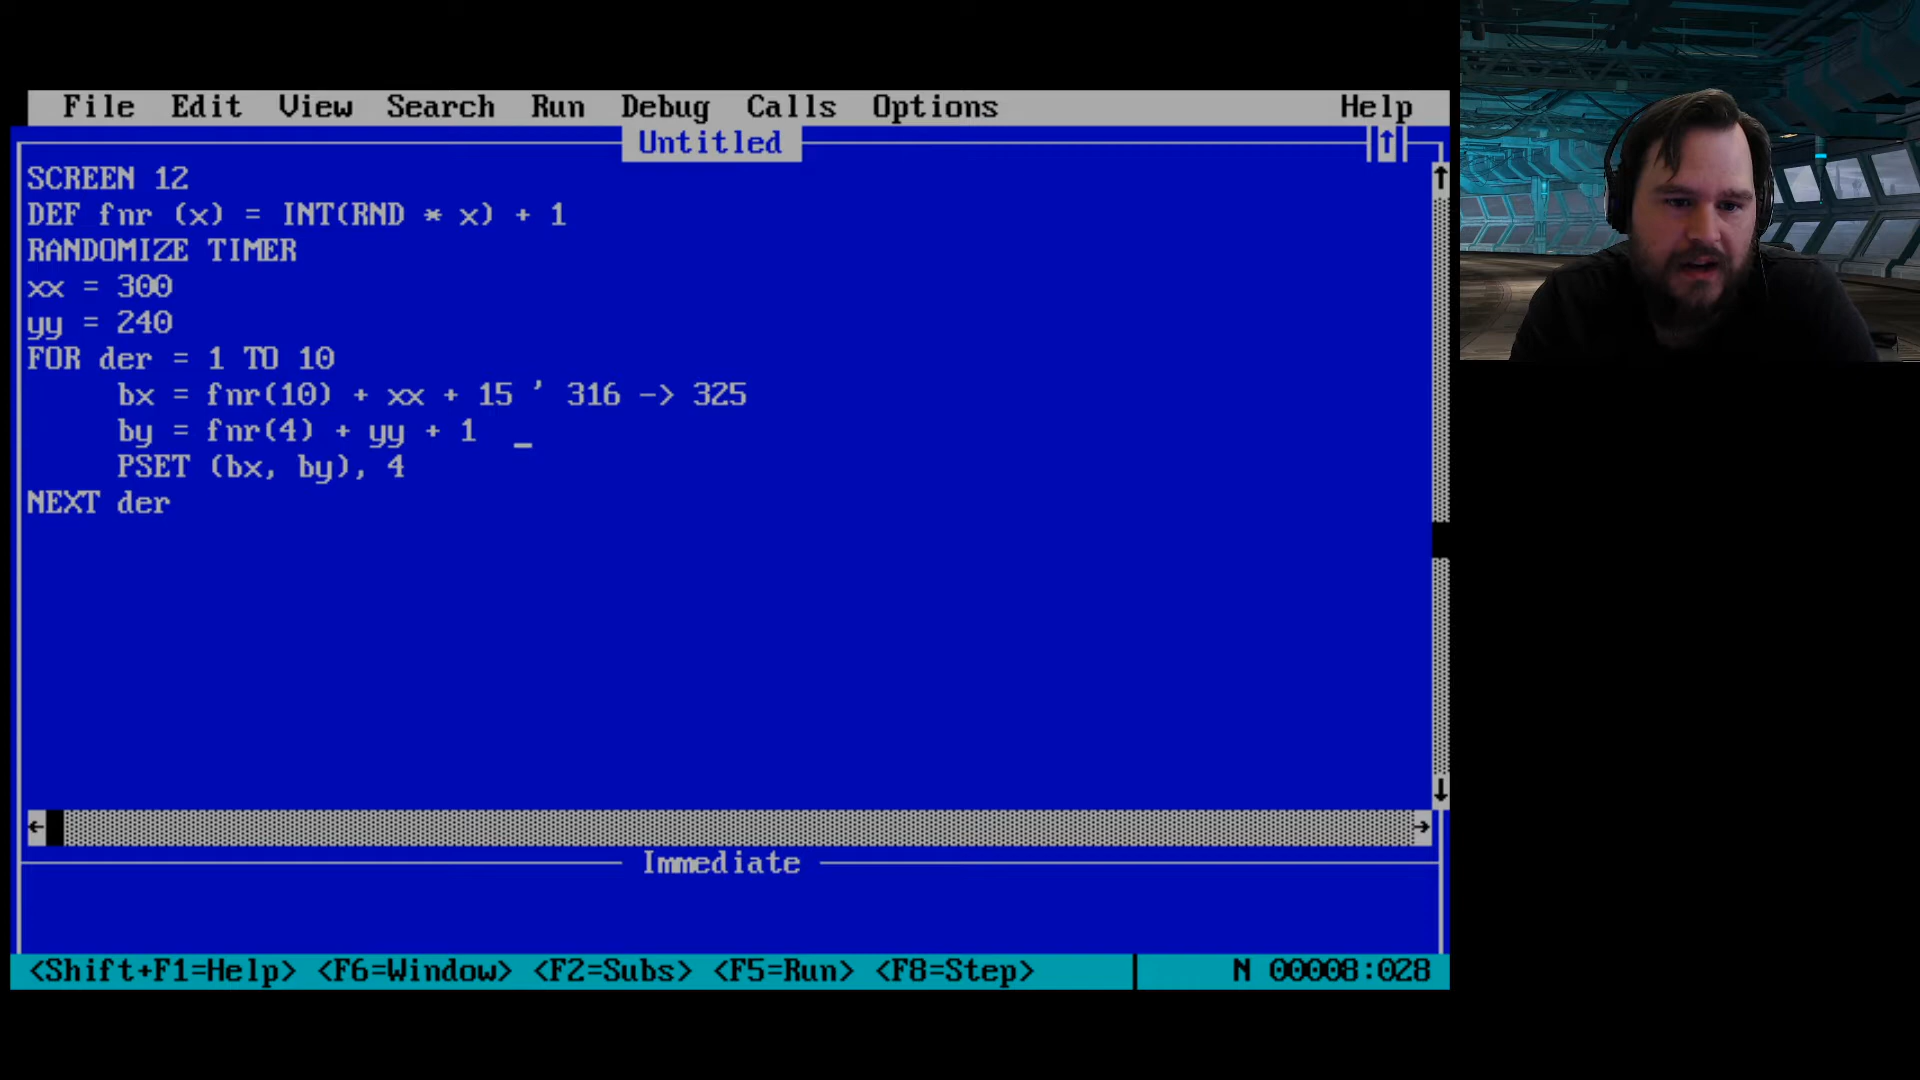 File Edit View Search Run Debug Calls Options Help
Untitled
SCREEN 12
DEF fnr (x) = INT(RND * x) + 1
RANDOMIZE TIMER
xx = 300
yy = 240
FOR der = 1 TO 10
bx = fnr(10) + xx + 15 ' 316 -> 325
by = fnr(4) + yy + 1 _
PSET (bx, by), 4
NEXT der
Immediate
<Shift+F1=Help> <F6=Window> <F2=Subs> <F5=Run> <F8=Step> N 00008:028